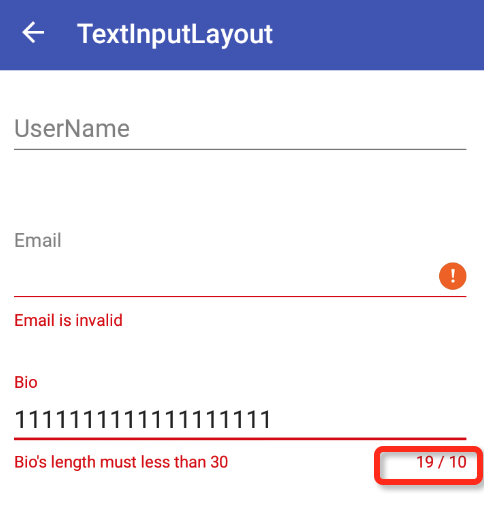 TextInputLayout
UserName
Email
!
Email is invalid
Bio
1111111111111111111
Bio's length must less than 30
19 / 10